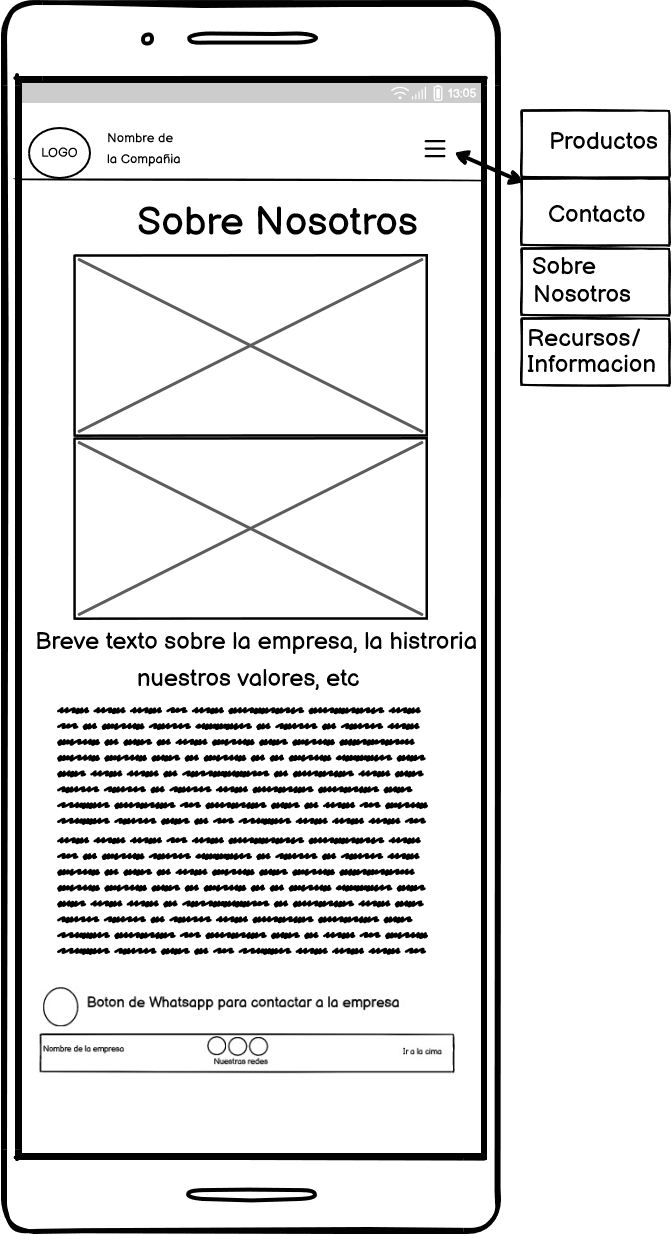 13:05
LOGO
Nombre de
la Compañia
Productos
Contacto
Sobre
Nosotros
Recursos/
Informacion
Sobre Nosotros
Breve texto sobre la empresa, la histroria
nuestros valores, etc
Boton de Whatsapp para contactar a la empresa
Nombre de la empresa
Nuestras redes
Ir a la cima